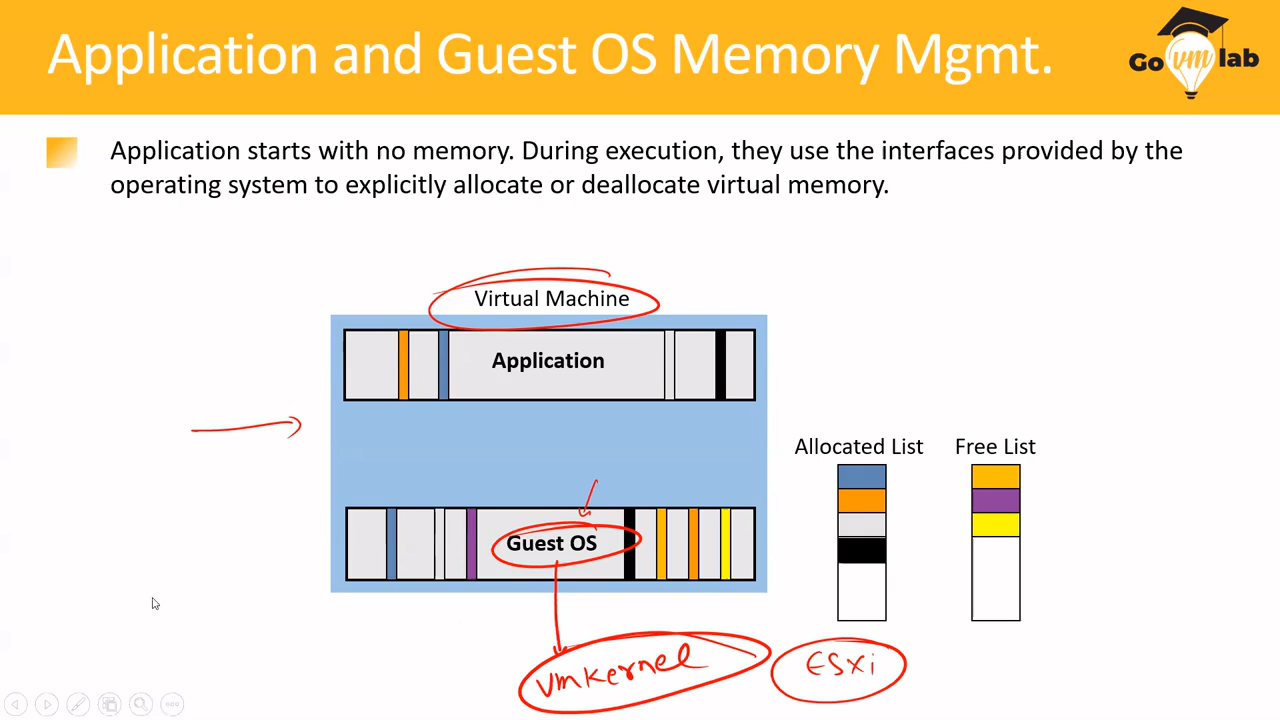 Application and Guest OS Memory Mgmt.
Go vm lab
Application starts with no memory. During execution, they use the interfaces provided by the
operating system to explicitly allocate or deallocate virtual memory.
Virtual Machine
Application
Allocated List
Free List
Guest OS
vmkernel
ESXi